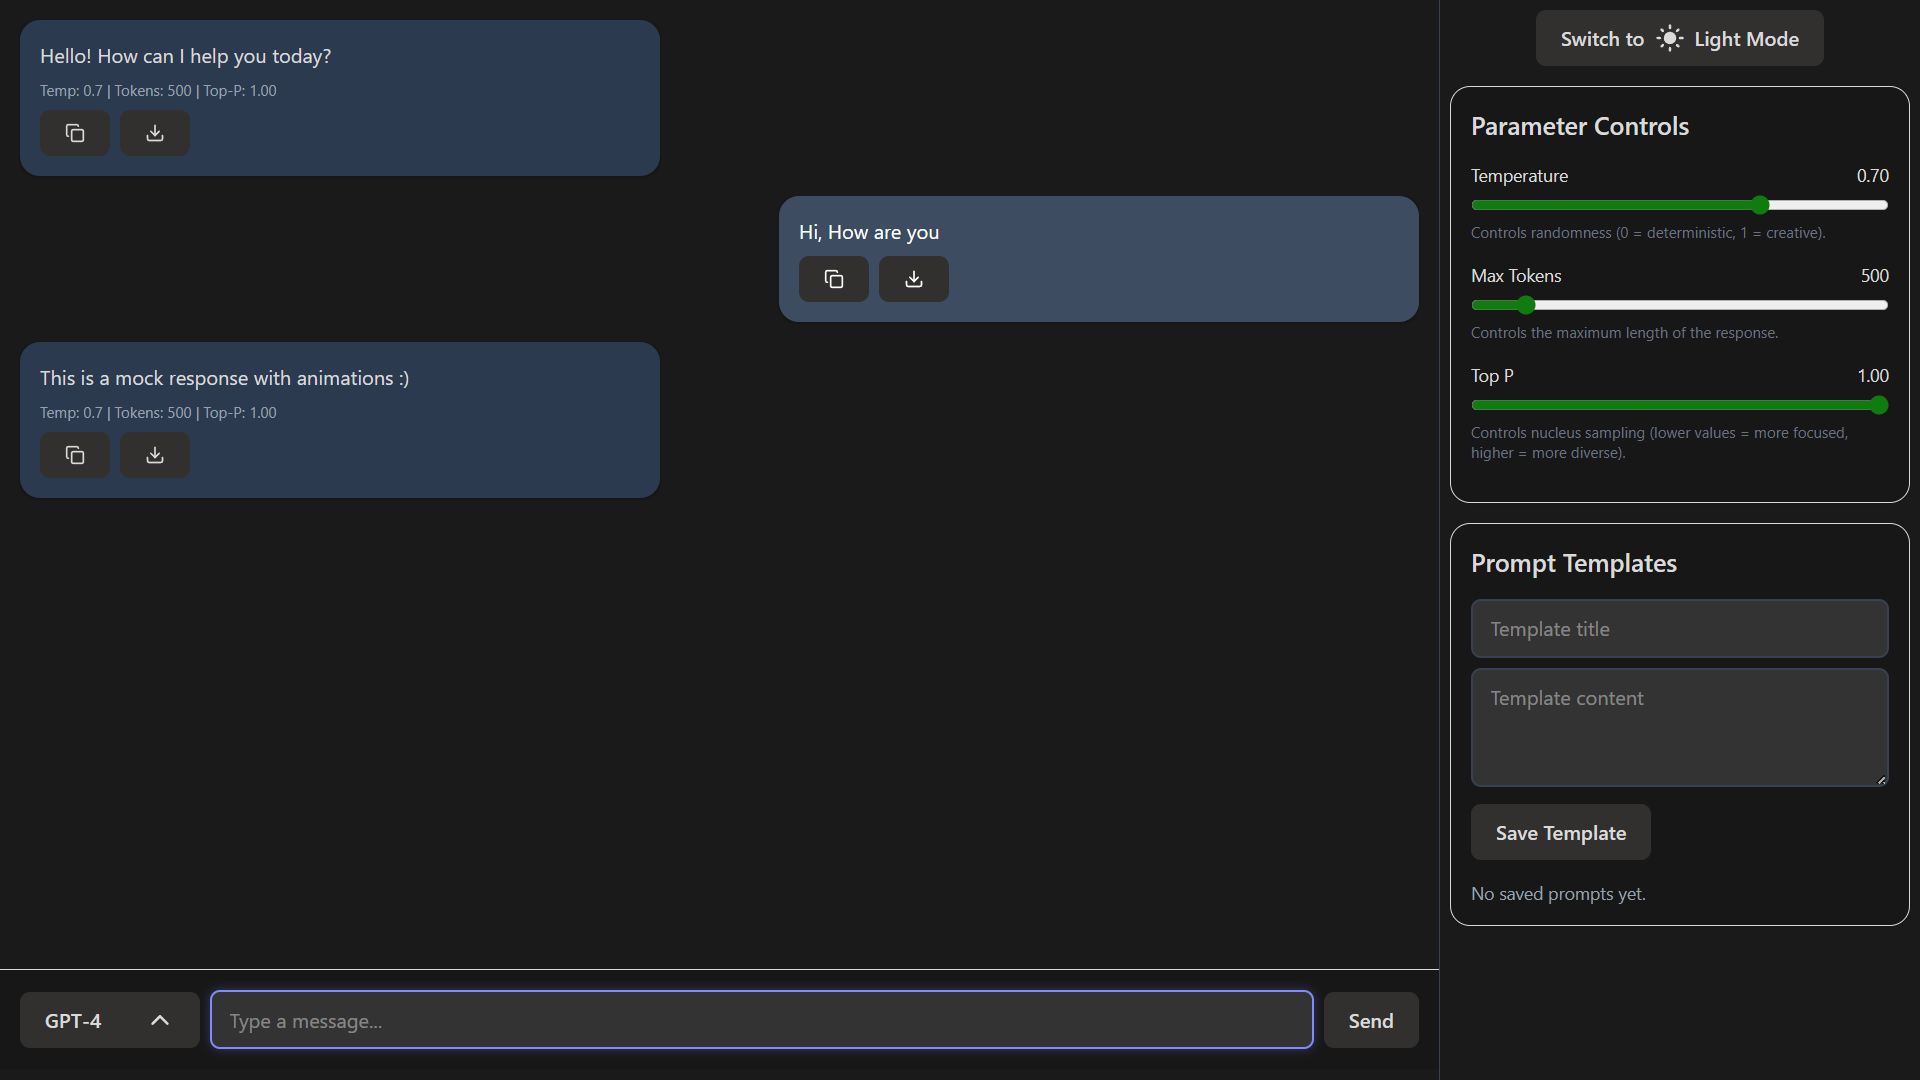 Hello! How can I help you today?
Temp: 0.7 | Tokens: 500 | Top-P: 1.00
Hi, How are you
This is a mock response with animations :)
Temp: 0.7 | Tokens: 500 | Top-P: 1.00
GPT-4
Type a message...
Send
Switch to Light Mode
Parameter Controls
Temperature 0.70
Controls randomness (0 = deterministic, 1 = creative).
Max Tokens 500
Controls the maximum length of the response.
Top P 1.00
Controls nucleus sampling (lower values = more focused,
higher = more diverse).
Prompt Templates
Template title
Template content
Save Template
No saved prompts yet.